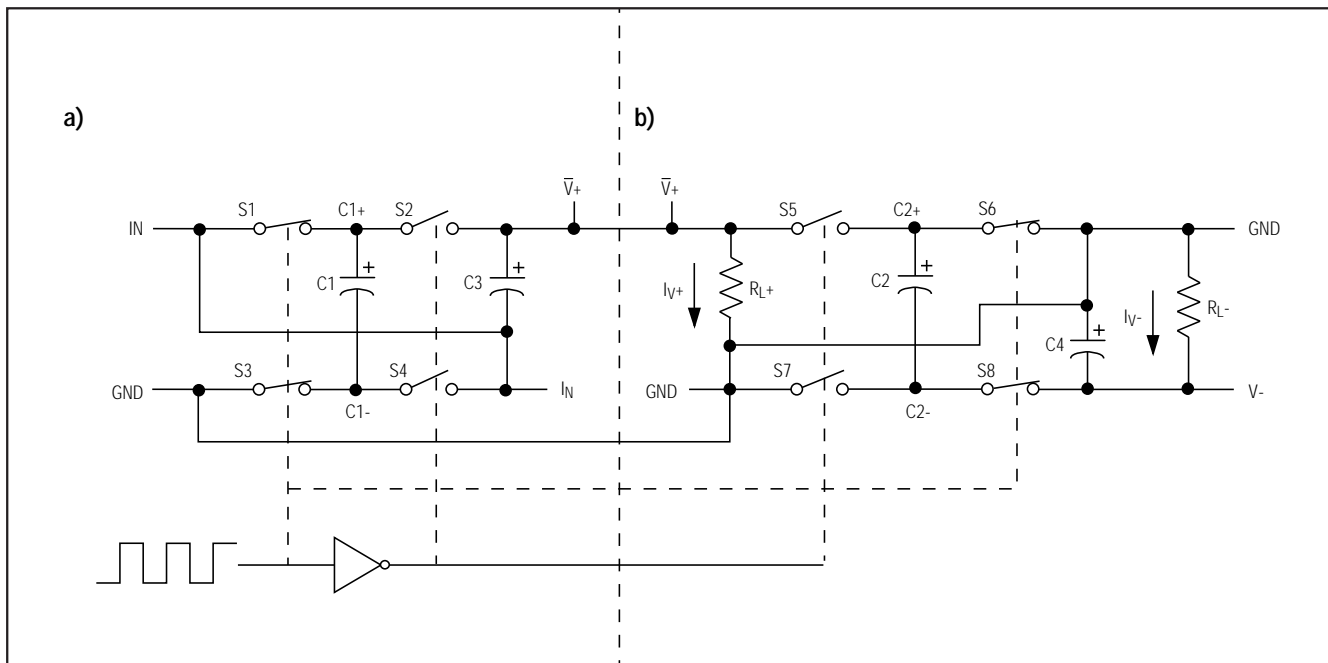 a)
b)
V̅+
V̅+
S1
C1+
S2
S5
C2+
S6
IN
GND
C1
+
C3
+
IV+
RL+
C2
+
IV-
RL-
C4
+
S3
S4
S7
S8
GND
C1-
IN
GND
C2-
V-